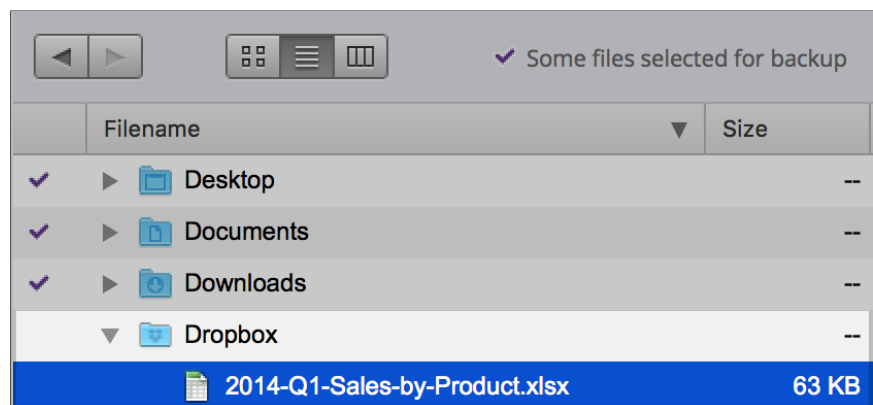 Some files selected for backup
Filename Size
Desktop --
Documents --
Downloads --
Dropbox --
2014-Q1-Sales-by-Product.xlsx 63 KB